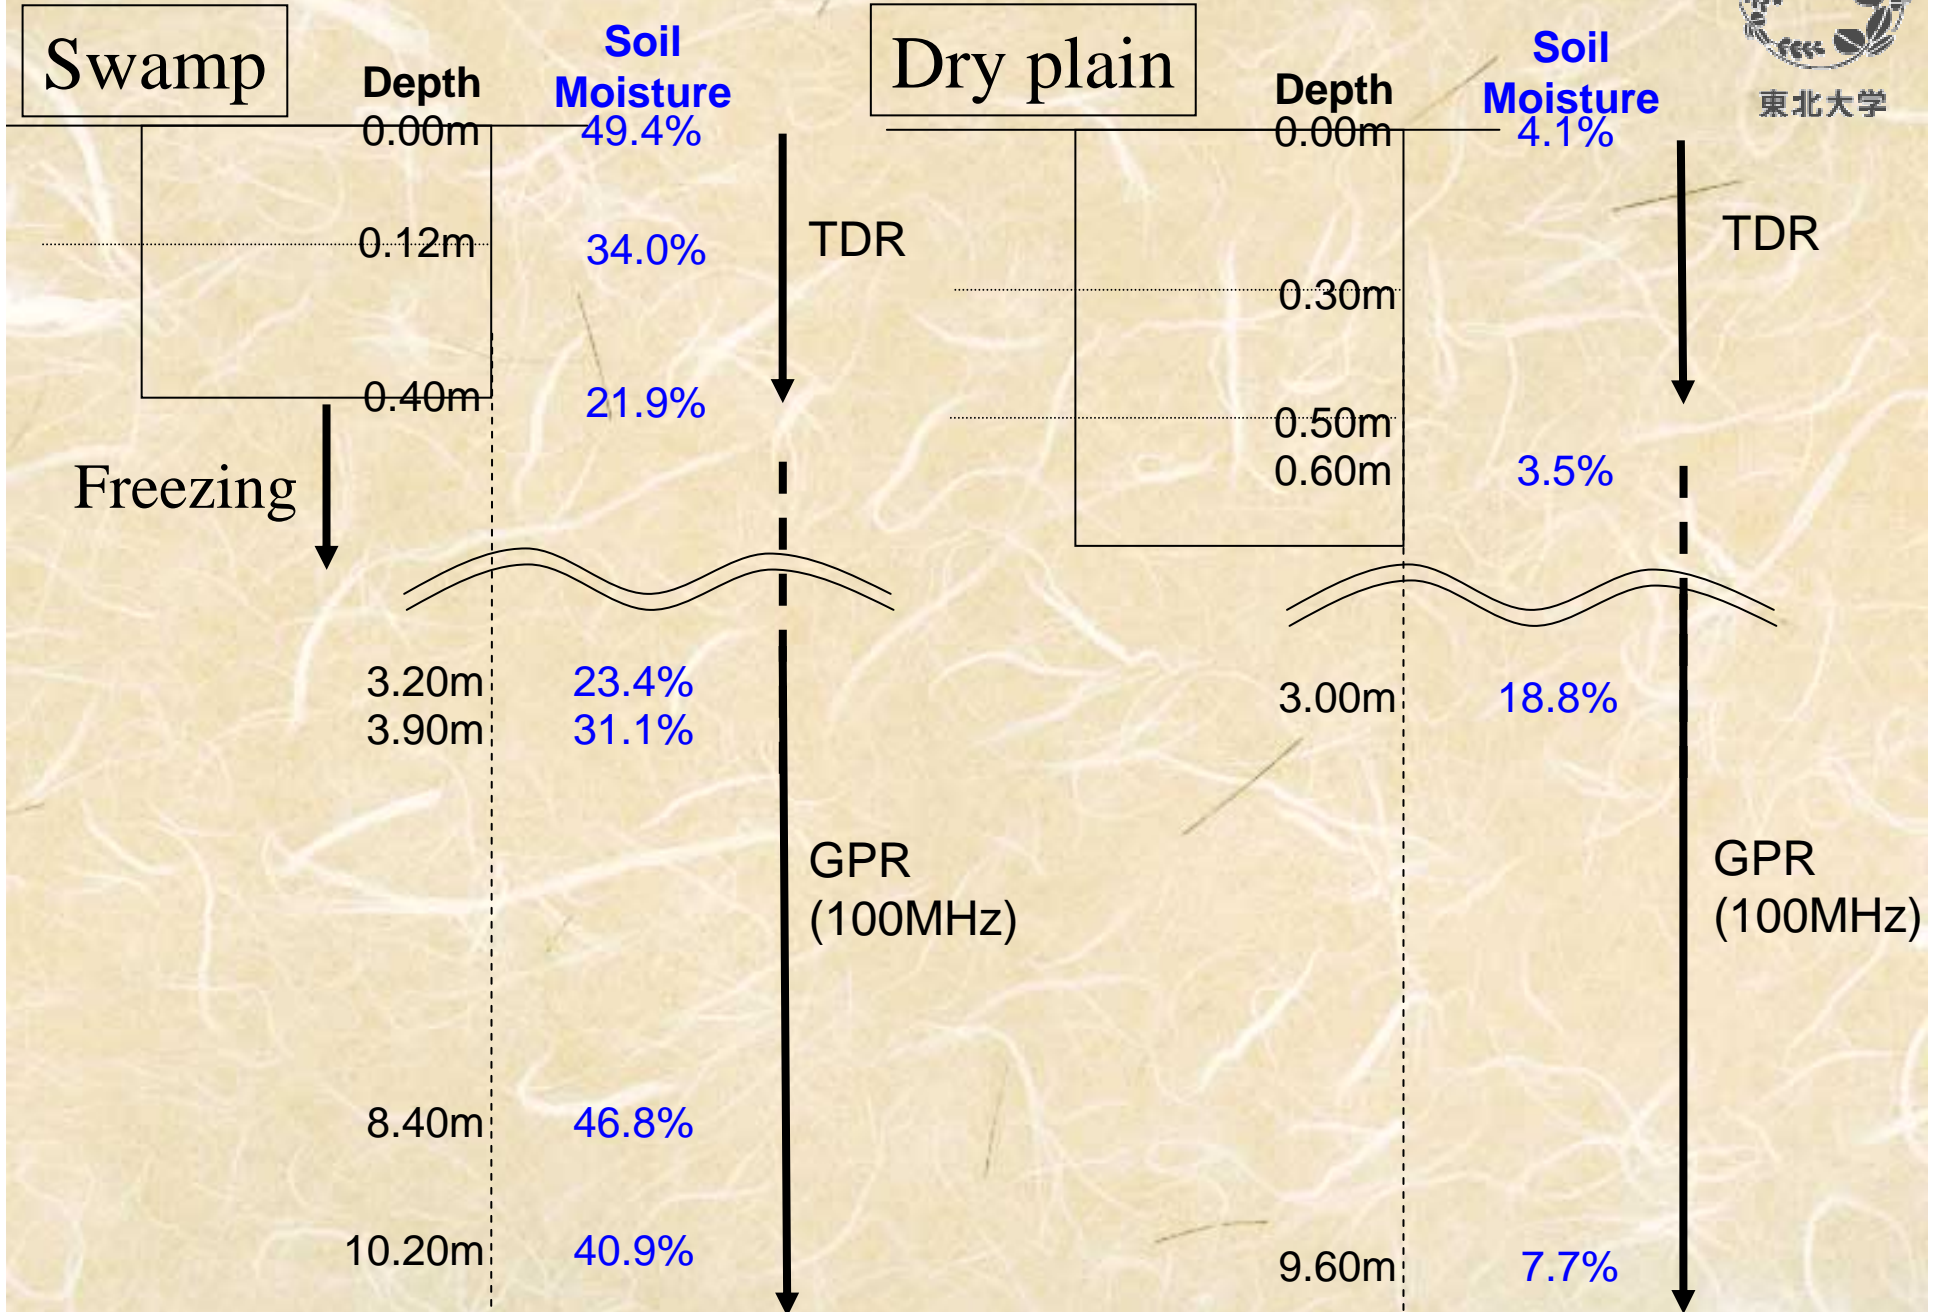 Swamp
Depth
Soil
Moisture
0.00m 49.4%
0.12m 34.0%
TDR
0.40m 21.9%
Freezing
3.20m 23.4%
3.90m 31.1%
GPR
(100MHz)
8.40m 46.8%
10.20m 40.9%
Dry plain
Depth
Soil
Moisture
0.00m 4.1%
TDR
0.30m
0.50m
0.60m 3.5%
3.00m 18.8%
GPR
(100MHz)
9.60m 7.7%
東北大学